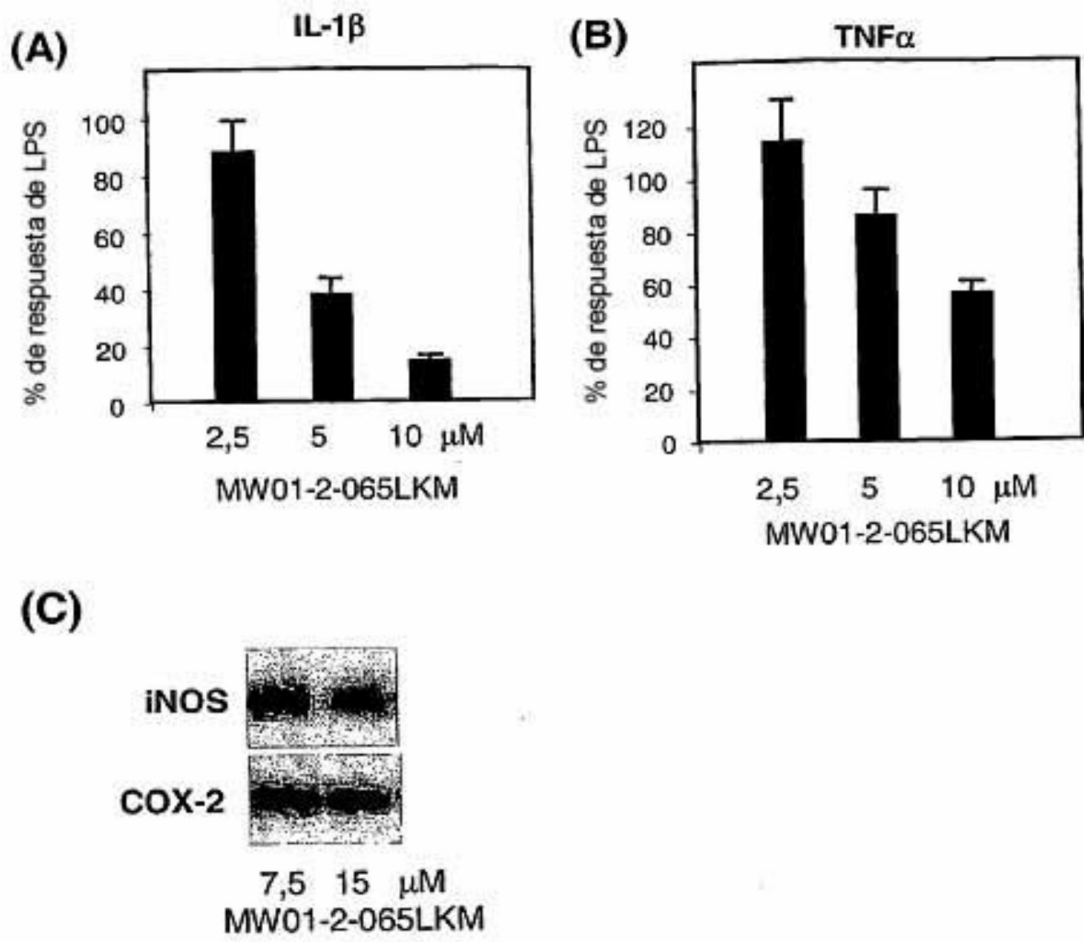 (A)
IL-1β
% de respuesta de LPS
100
80
60
40
20
0
2,5 5 10 μM
MW01-2-065LKM
(B)
TNFα
% de respuesta de LPS
120
100
80
60
40
20
0
2,5 5 10 μM
MW01-2-065LKM
(C)
iNOS
COX-2
7,5 15 μM
MW01-2-065LKM